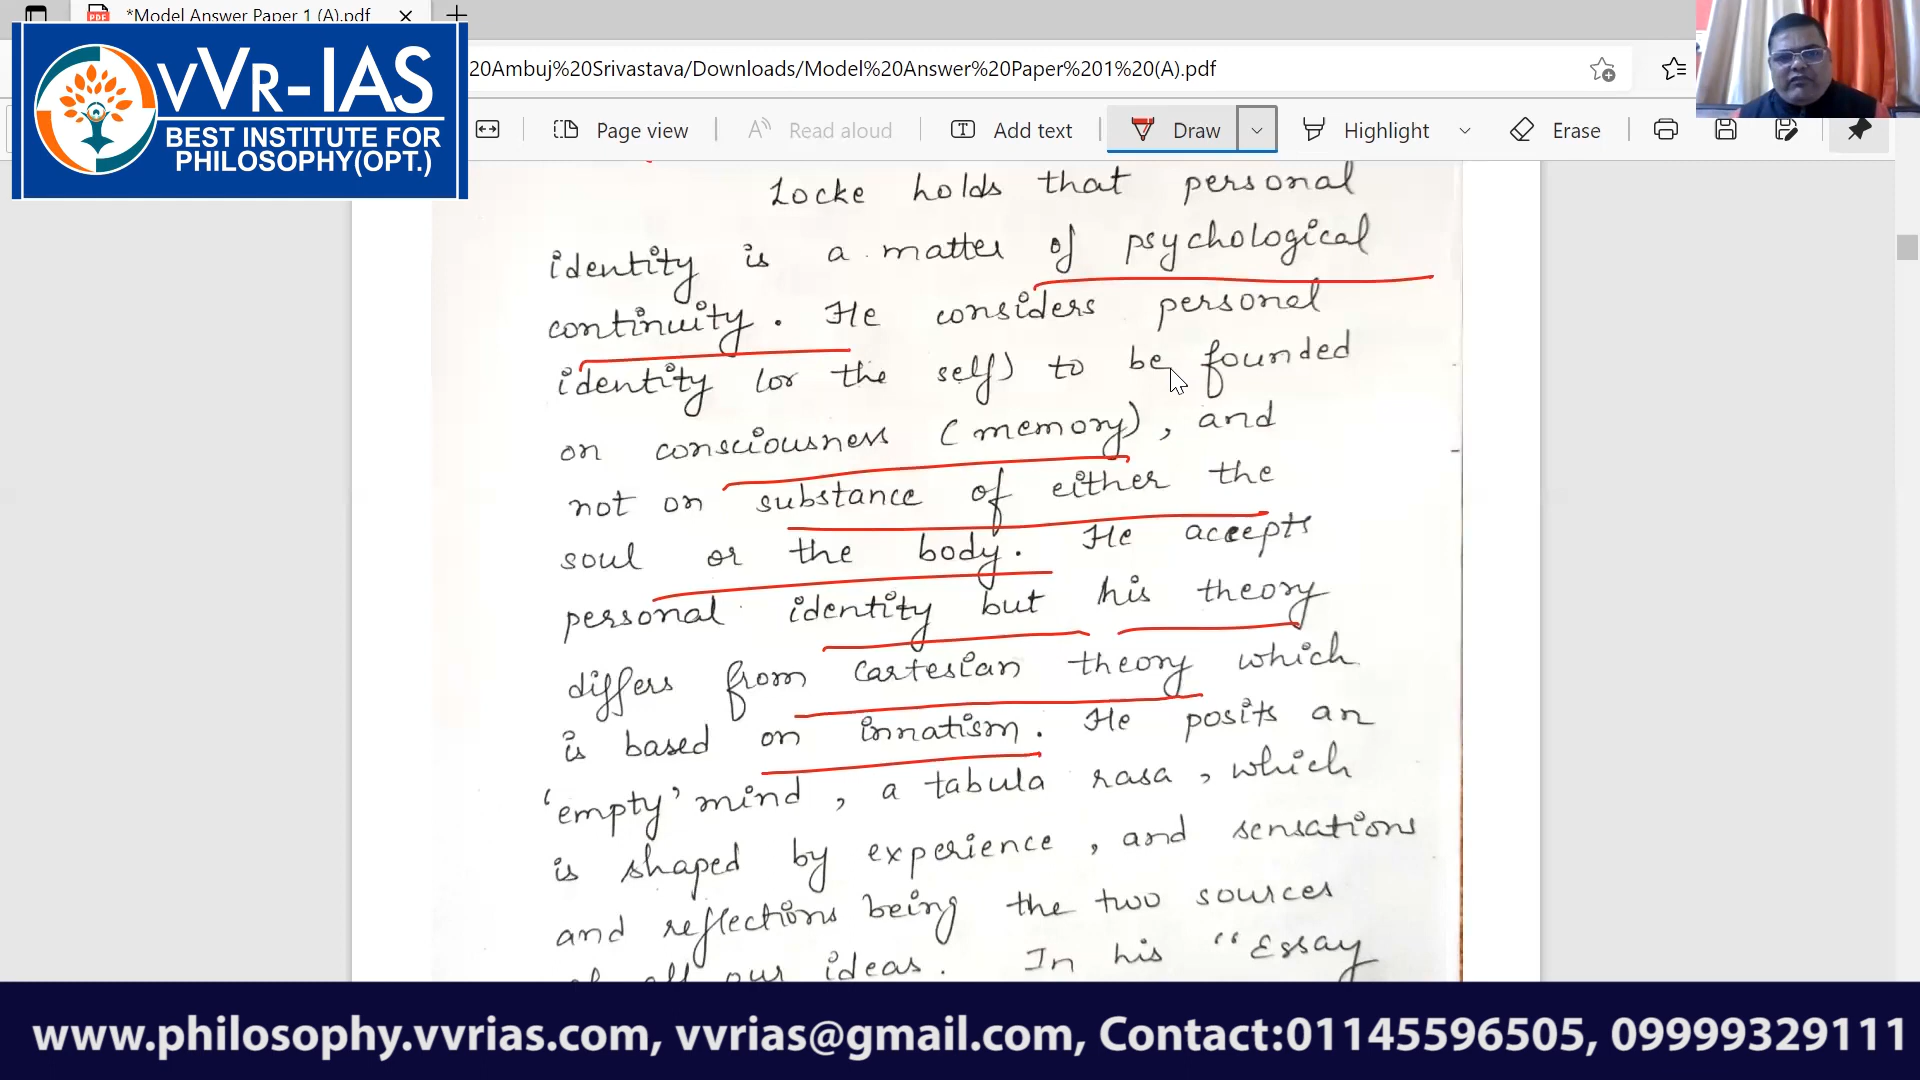 *Model Answer Paper 1 (A).pdf
vVR-IAS
BEST INSTITUTE FOR
PHILOSOPHY(OPT.)
20Ambuj%20Srivastava/Downloads/Model%20Answer%20Paper%201%20(A).pdf
Page view
Read aloud
Add text
Draw
Highlight
Erase
Locke holds that personal
identity is a matter of psychological
continuity. He considers personal
identity (or the self) to be founded
on consciousness (memory), and
not on substance of either the
soul or the body. He accepts
personal identity but his theory
differs from cartesian theory which
is based on innatism. He posits an
'empty' mind, a tabula rasa, which
is shaped by experience, and sensations
and reflections being the two sources
of all our ideas. In his "Essay
www.philosophy.vvrias.com, vvrias@gmail.com, Contact:01145596505, 09999329111